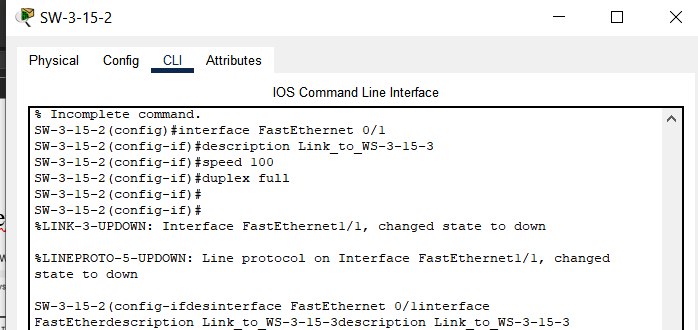 SW-3-15-2
Physical Config CLI Attributes
IOS Command Line Interface
% Incomplete command.
SW-3-15-2(config)#interface FastEthernet 0/1
SW-3-15-2(config-if)#description Link_to_WS-3-15-3
SW-3-15-2(config-if)#speed 100
SW-3-15-2(config-if)#duplex full
SW-3-15-2(config-if)#
SW-3-15-2(config-if)#
%LINK-3-UPDOWN: Interface FastEthernet1/1, changed state to down
%LINEPROTO-5-UPDOWN: Line protocol on Interface FastEthernet1/1, changed
state to down
SW-3-15-2(config-ifdesinterface FastEthernet 0/1interface
FastEtherdescription Link_to_WS-3-15-3description Link_to_WS-3-15-3